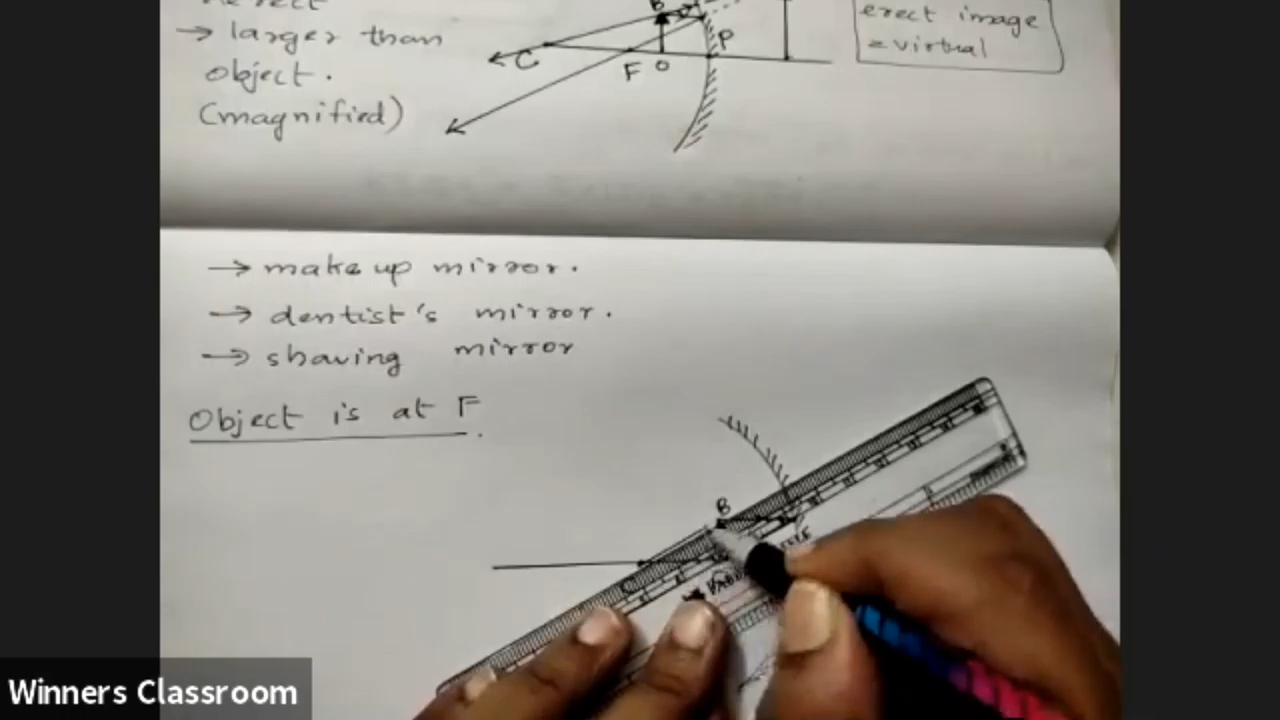 → larger than
object.
(magnified)
B
C
F
O
P
erect image
= virtual
→ make up mirror.
→ dentist's mirror.
→ shaving mirror
Object is at F.
B
C
Winners Classroom